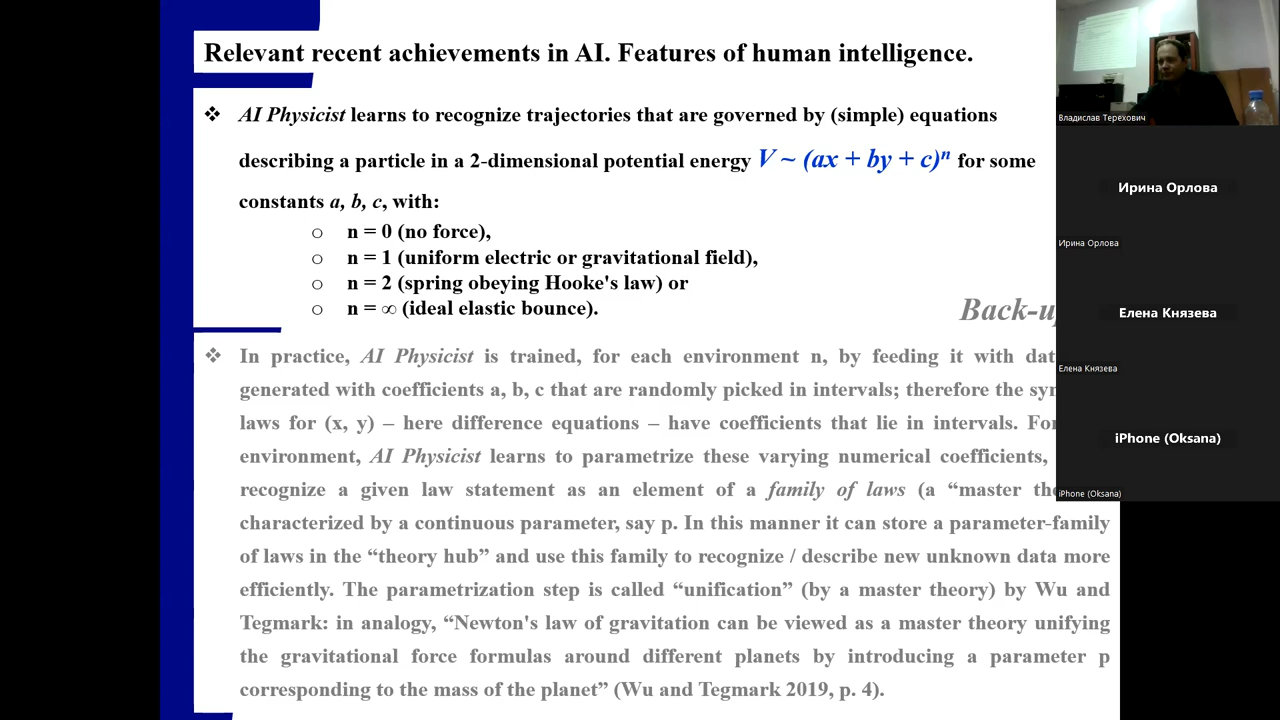 Relevant recent achievements in AI. Features of human intelligence.
❖ AI Physicist learns to recognize trajectories that are governed by (simple) equations
describing a particle in a 2-dimensional potential energy V ~ (ax + by + c)ⁿ for some
constants a, b, c, with:
o n = 0 (no force),
o n = 1 (uniform electric or gravitational field),
o n = 2 (spring obeying Hooke's law) or
o n = ∞ (ideal elastic bounce).
❖ In practice, AI Physicist is trained, for each environment n, by feeding it with
generated with coefficients a, b, c that are randomly picked in intervals; therefore the
laws for (x, y) – here difference equations – have coefficients that lie in intervals.
environment, AI Physicist learns to parametrize these varying numerical coefficients,
recognize a given law statement as an element of a family of laws (a “master
characterized by a continuous parameter, say p. In this manner it can store a parameter-family
of laws in the “theory hub” and use this family to recognize / describe new unknown data more
efficiently. The parametrization step is called “unification” (by a master theory) by Wu and
Tegmark: in analogy, “Newton's law of gravitation can be viewed as a master theory unifying
the gravitational force formulas around different planets by introducing a parameter p
corresponding to the mass of the planet” (Wu and Tegmark 2019, p. 4).
Владислав Терехович
Ирина Орлова
Ирина Орлова
Елена Князева
Елена Князева
iPhone (Oksana)
iPhone (Oksana)